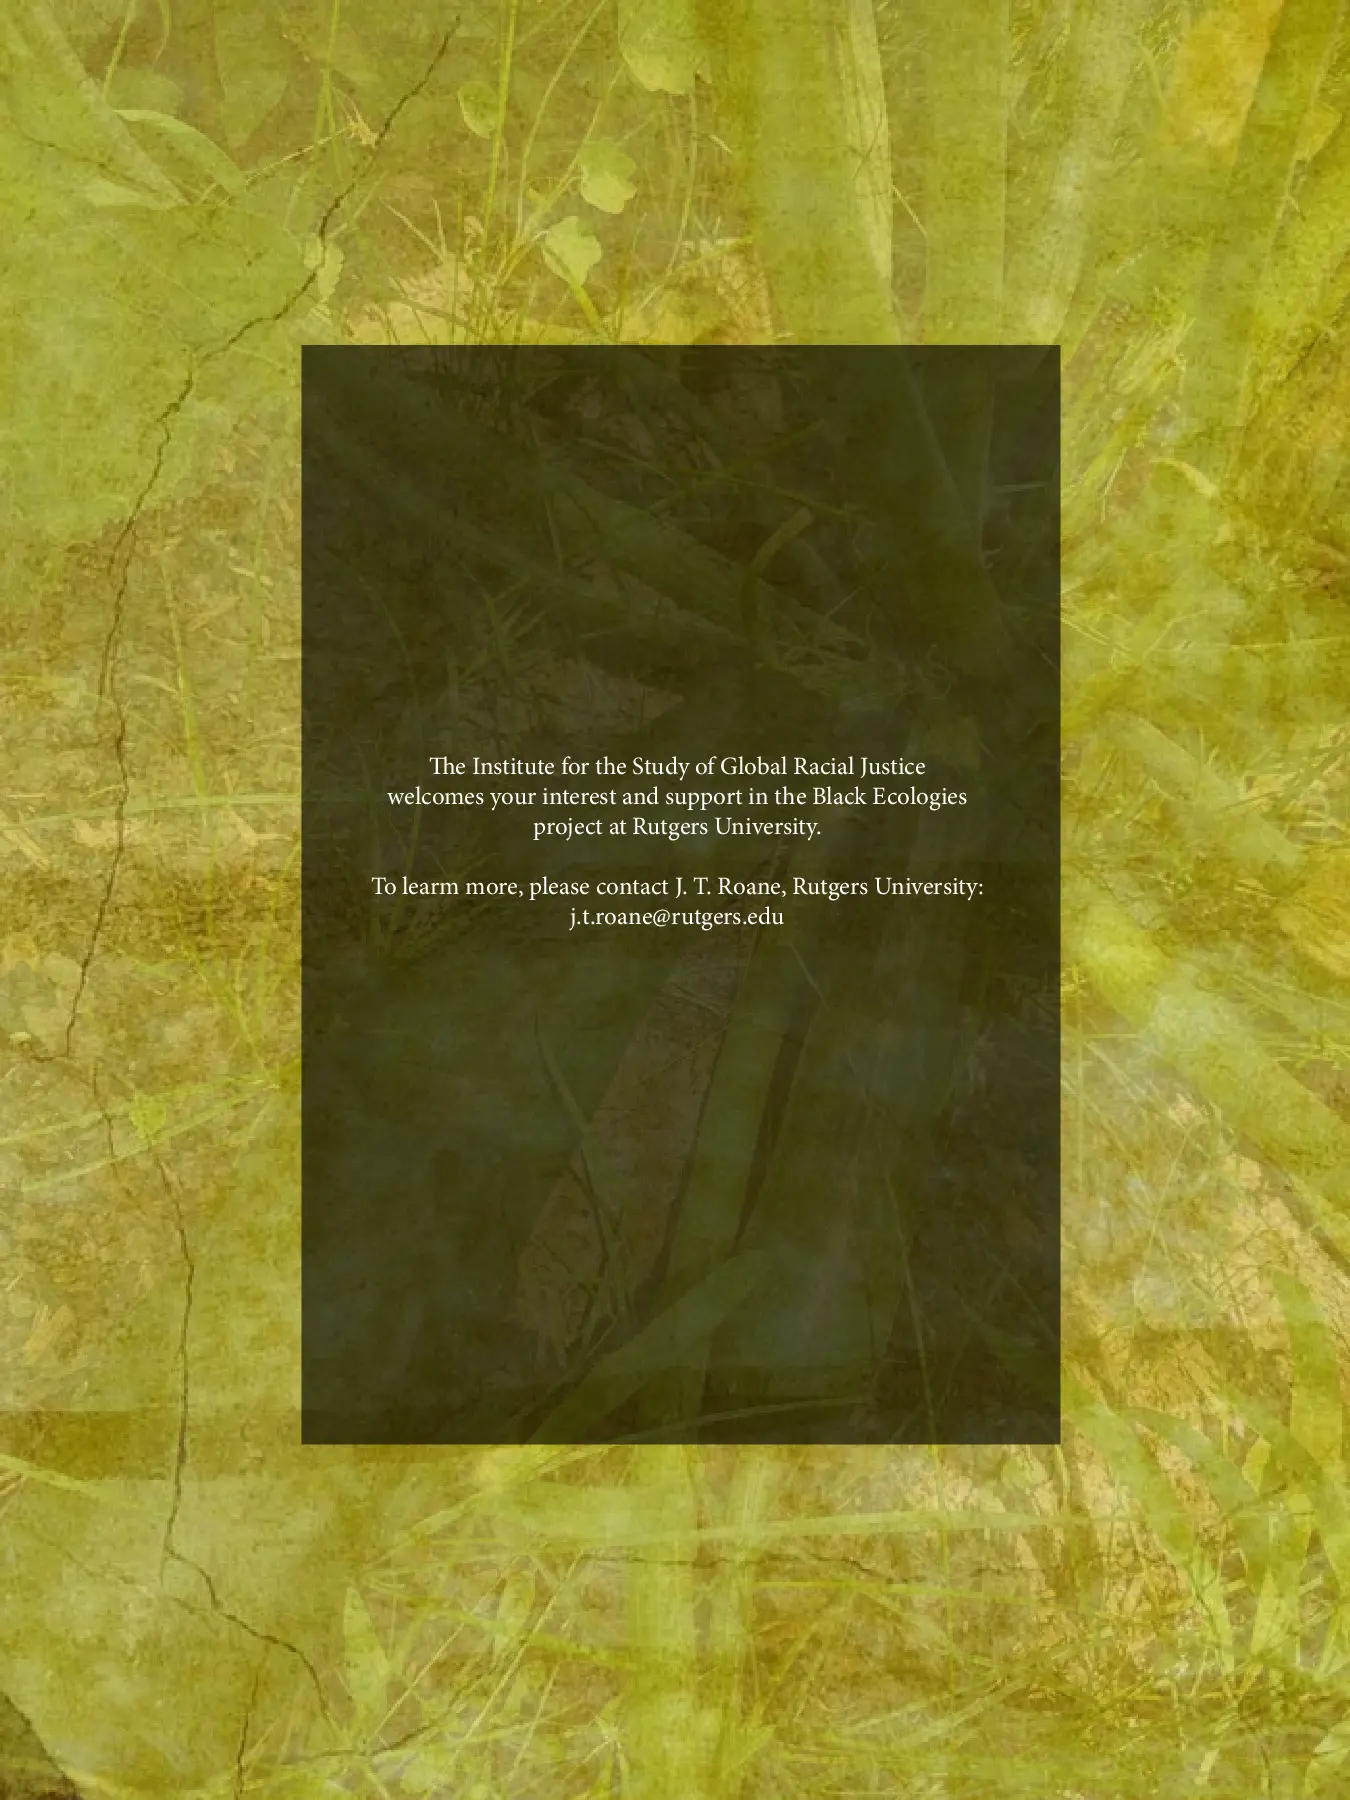 The Institute for the Study of Global Racial Justice
welcomes your interest and support in the Black Ecologies
project at Rutgers University.
To learm more, please contact J. T. Roane, Rutgers University:
j.t.roane@rutgers.edu